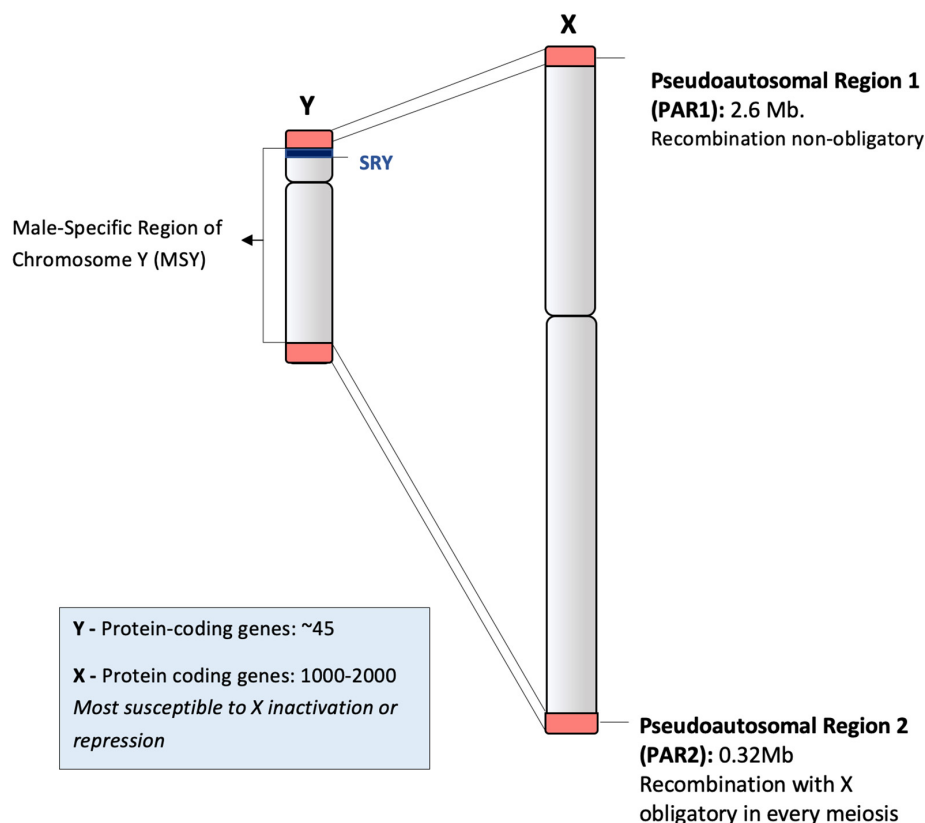 X
Pseudoautosomal Region 1
(PAR1): 2.6 Mb.
Recombination non-obligatory
Y
SRY
Male-Specific Region of
Chromosome Y (MSY)
Y - Protein-coding genes: ~45
X - Protein coding genes: 1000-2000
Most susceptible to X inactivation or
repression
Pseudoautosomal Region 2
(PAR2): 0.32Mb
Recombination with X
obligatory in every meiosis